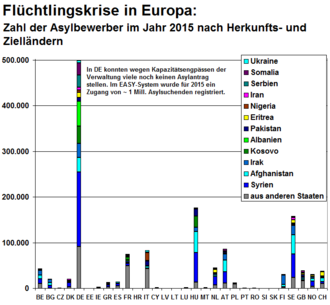 Flüchtlingskrise in Europa:
Zahl der Asylbewerber im Jahr 2015 nach Herkunfts- und
Zielländern
500.000
400.000
300.000
200.000
100.000
0
In DE konnten wegen Kapazitätsengpässen der
Verwaltung viele noch keinen Asylantrag
stellen. Im EASY-System wurde für 2015 ein
Zugang von ~ 1 Mill. Asylsuchenden registriert.
Ukraine
Somalia
Serbien
Iran
Nigeria
Eritrea
Pakistan
Albanien
Kosovo
Irak
Afghanistan
Syrien
aus anderen Staaten
BE BG CZ DK DE EE IE GR ES FR HR IT CY LV LT LU HU MT NL AT PL PT RO SI SK FI SE GB NO CH